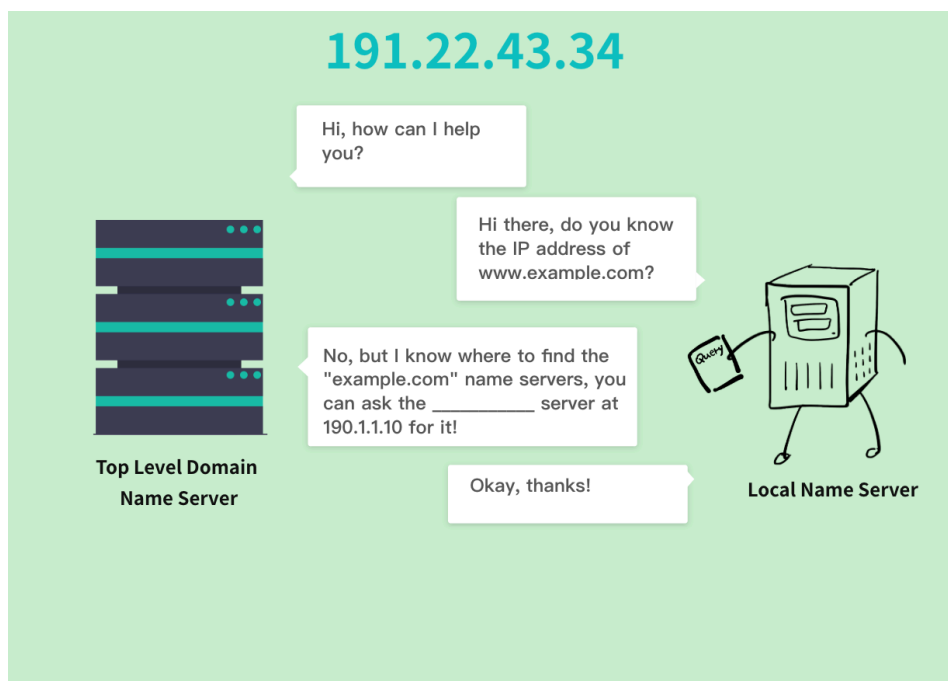 191.22.43.34
Hi, how can I help
you?
Hi there, do you know
the IP address of
www.example.com?
No, but I know where to find the
"example.com" name servers, you
can ask the ___________ server at
190.1.1.10 for it!
Okay, thanks!
Query
Top Level Domain
Name Server
Local Name Server